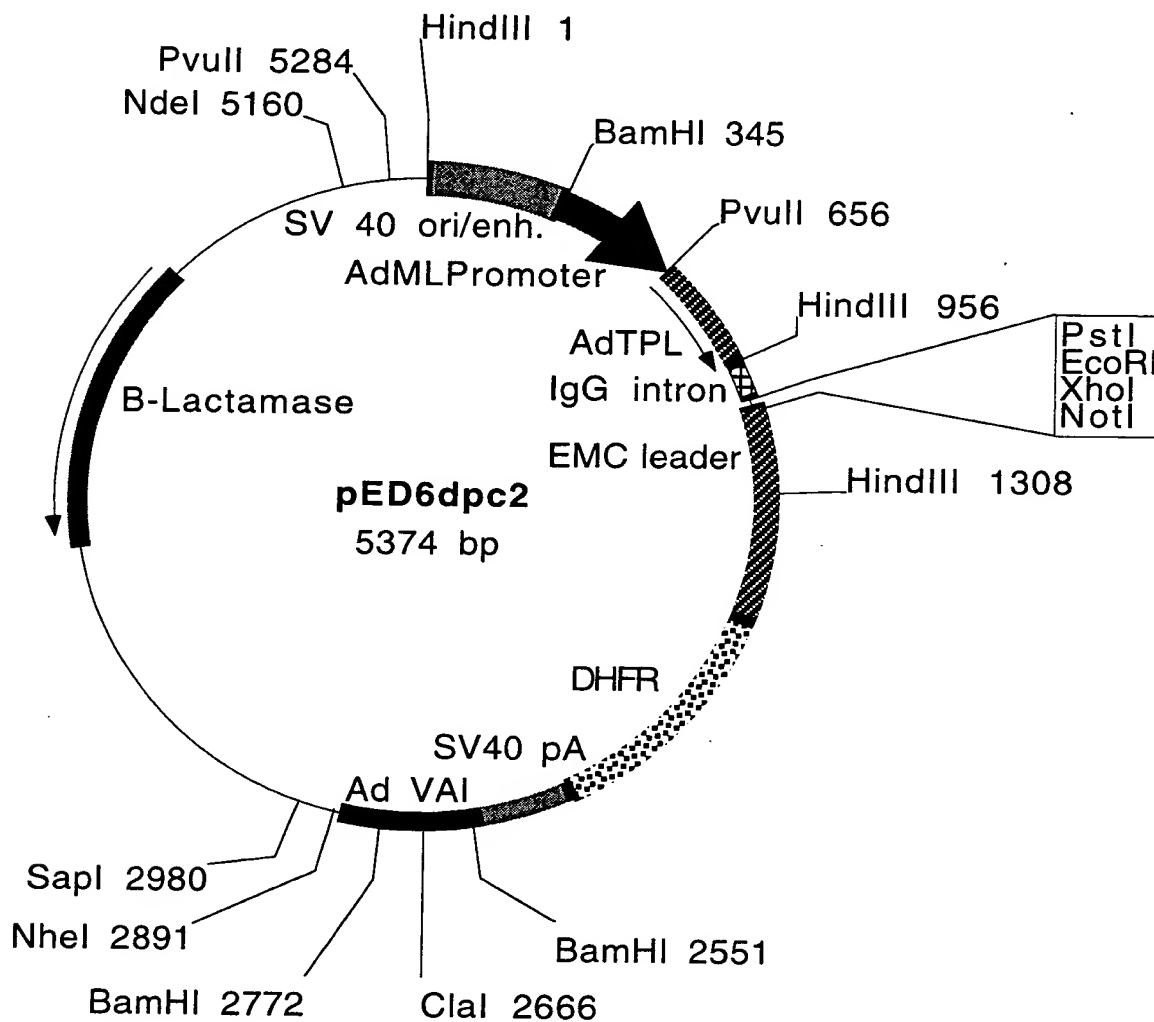 HindIII 1
PvuII 5284
NdeI 5160
BamHI 345
SV 40 ori/enh.
PvuII 656
AdMLPromoter
HindIII 956
AdTPL
IgG intron
PstI
EcoRI
XhoI
NotI
B-Lactamase
EMC leader
HindIII 1308
pED6dpc2
5374 bp
DHFR
SV40 pA
Ad VAI
SapI 2980
NheI 2891
BamHI 2551
BamHI 2772
ClaI 2666